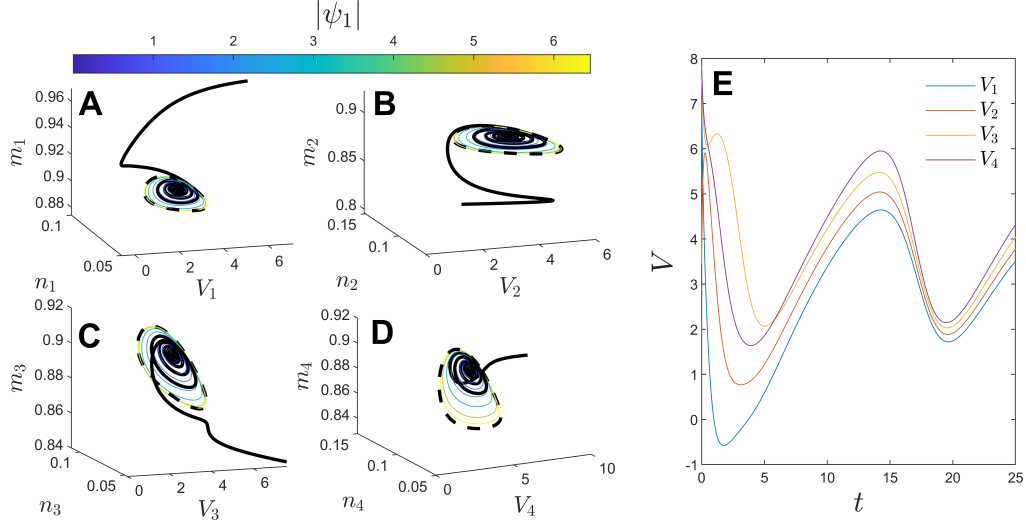 |ψ₁|
1 2 3 4 5 6
A
m₁
0.96
0.94
0.92
0.9
0.88
0.1
0.05
0 2 4 6
n₁
V₁
B
m₂
0.9
0.85
0.8
0.15
0.1
0 2 4 6
n₂
V₂
C
m₃
0.92
0.9
0.88
0.86
0.84
0.1
0.05
0 2 4 6
n₃
V₃
D
m₄
0.92
0.9
0.88
0.86
0.84
0.15
0.1
0.05
0 5 10
n₄
V₄
E
V₁
V₂
V₃
V₄
V
8
7
6
5
4
3
2
1
0
-1
0 5 10 15 20 25
t